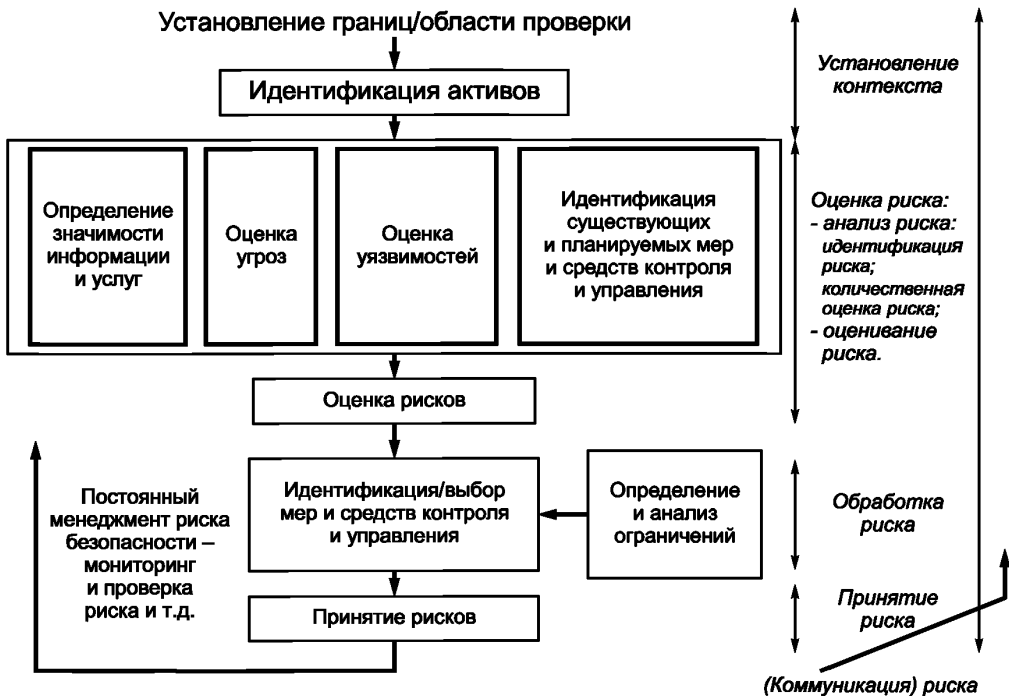 Установление границ/области проверки
Идентификация активов
Определение
значимости
информации
и услуг
Оценка
угроз
Оценка
уязвимостей
Идентификация
существующих
и планируемых мер
и средств контроля
и управления
Оценка рисков
Идентификация/выбор
мер и средств контроля
и управления
Определение
и анализ
ограничений
Постоянный
менеджмент риска
безопасности –
мониторинг
и проверка
риска и т.д.
Принятие рисков
Установление
контекста
Оценка риска:
- анализ риска:
идентификация
риска;
количественная
оценка риска;
- оценивание
риска.
Обработка
риска
Принятие
риска
(Коммуникация) риска